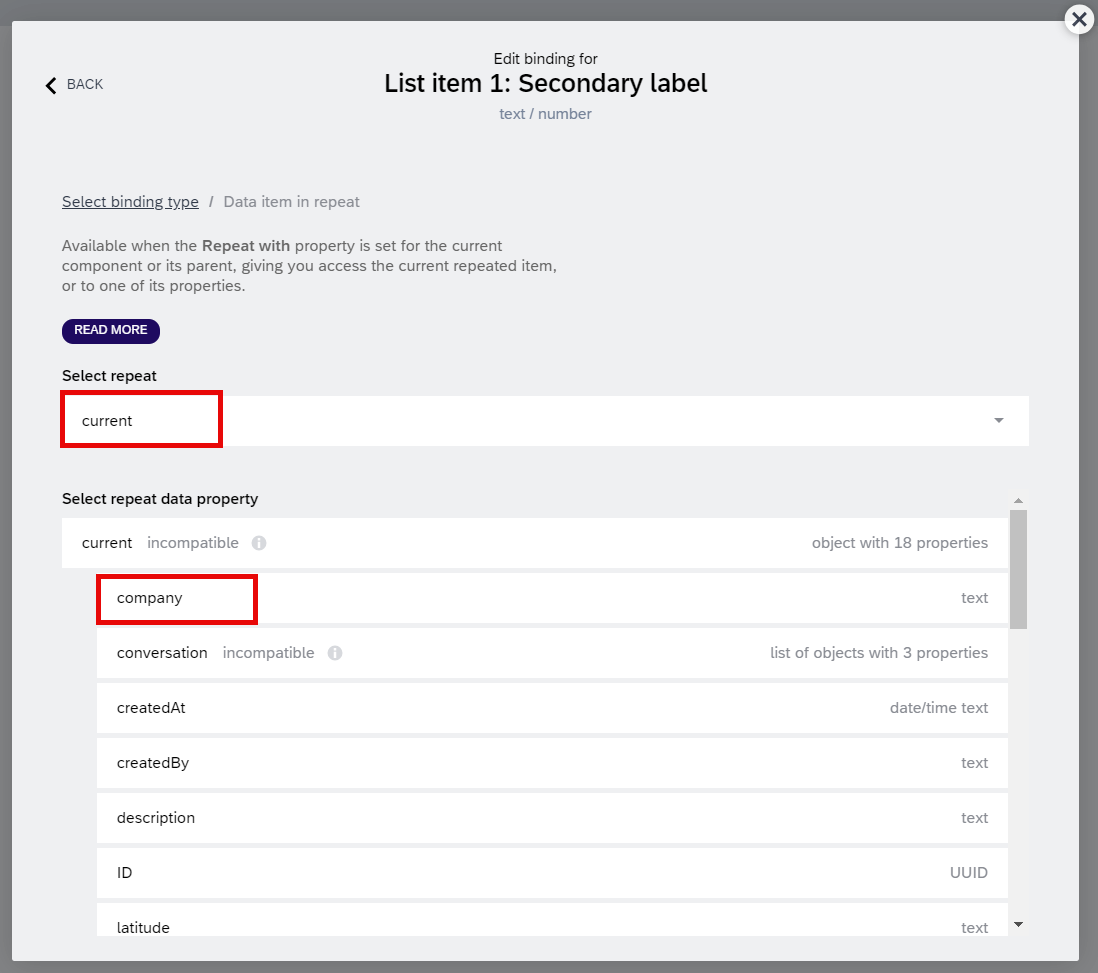 Edit binding for
BACK
List item 1: Secondary label
text / number
Select binding type / Data item in repeat
Available when the Repeat with property is set for the current
component or its parent, giving you access the current repeated item,
or to one of its properties.
READ MORE
Select repeat
current
Select repeat data property
current incompatible object with 18 properties
company text
conversation incompatible list of objects with 3 properties
createdAt date/time text
createdBy text
description text
ID UUID
latitude text